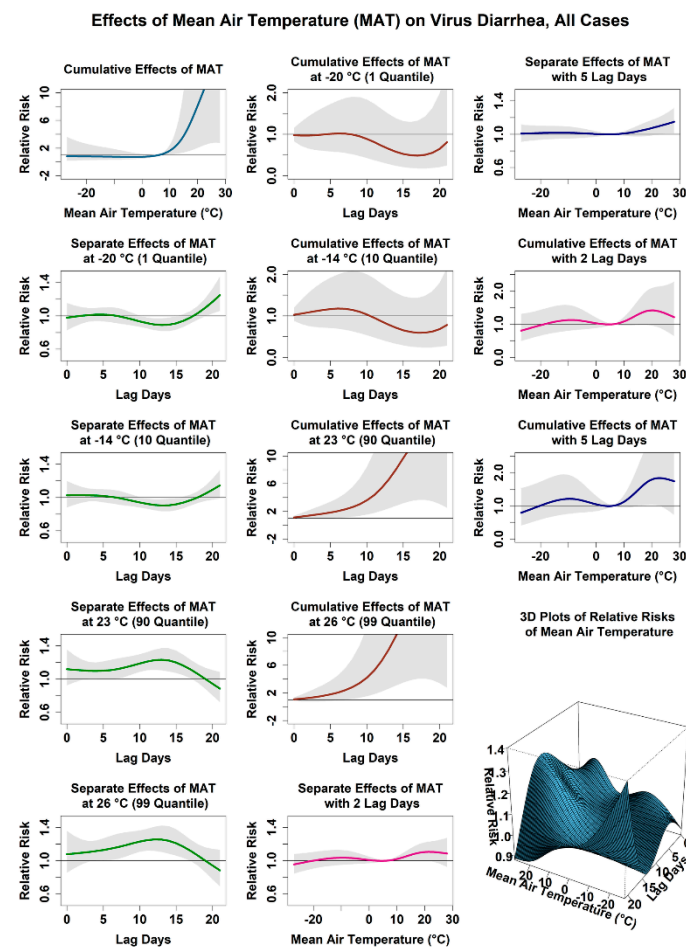 Effects of Mean Air Temperature (MAT) on Virus Diarrhea, All Cases
Cumulative Effects of MAT
Relative Risk
10
6
2
-2
-20
0
10
20
30
Mean Air Temperature (°C)
Cumulative Effects of MAT
at -20 °C (1 Quantile)
Relative Risk
2.0
1.0
0.0
0
5
10
15
20
Lag Days
Separate Effects of MAT
with 5 Lag Days
Relative Risk
1.4
1.0
0.6
-20
0
10
20
30
Mean Air Temperature (°C)
Separate Effects of MAT
at -20 °C (1 Quantile)
Relative Risk
1.4
1.0
0.6
0
5
10
15
20
Lag Days
Cumulative Effects of MAT
at -14 °C (10 Quantile)
Relative Risk
2.0
1.0
0.0
0
5
10
15
20
Lag Days
Cumulative Effects of MAT
with 2 Lag Days
Relative Risk
2.0
1.0
0.0
-20
0
10
20
30
Mean Air Temperature (°C)
Separate Effects of MAT
at -14 °C (10 Quantile)
Relative Risk
1.4
1.0
0.6
0
5
10
15
20
Lag Days
Cumulative Effects of MAT
at 23 °C (90 Quantile)
Relative Risk
10
6
2
-2
0
5
10
15
20
Lag Days
Cumulative Effects of MAT
with 5 Lag Days
Relative Risk
2.0
1.0
0.0
-20
0
10
20
30
Mean Air Temperature (°C)
Separate Effects of MAT
at 23 °C (90 Quantile)
Relative Risk
1.4
1.0
0.6
0
5
10
15
20
Lag Days
Cumulative Effects of MAT
at 26 °C (99 Quantile)
Relative Risk
10
6
2
-2
0
5
10
15
20
Lag Days
3D Plots of Relative Risks
of Mean Air Temperature
Relative Risk
1.4
1.3
1.2
1.1
1.0
0.9
20
10
0
-10
20
Mean Air Temperature (°C)
20
15
10
Lag Days
Separate Effects of MAT
at 26 °C (99 Quantile)
Relative Risk
1.4
1.0
0.6
0
5
10
15
20
Lag Days
Separate Effects of MAT
with 2 Lag Days
Relative Risk
1.4
1.0
0.6
-20
0
10
20
30
Mean Air Temperature (°C)